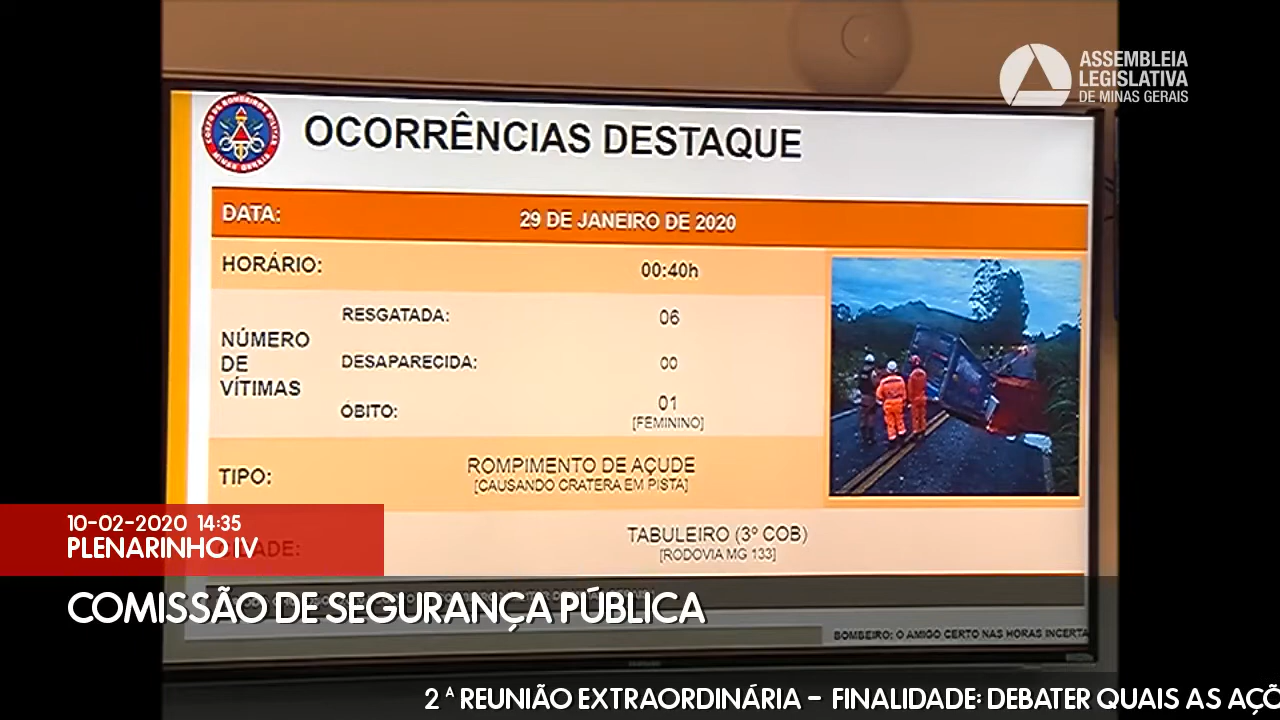 ASSEMBLEIA
LEGISLATIVA
DE MINAS GERAIS
OCORRÊNCIAS DESTAQUE
DATA: 29 DE JANEIRO DE 2020
HORÁRIO: 00:40h
NÚMERO
DE
VÍTIMAS
RESGATADA: 06
DESAPARECIDA: 00
ÓBITO: 01
[FEMININO]
TIPO: ROMPIMENTO DE AÇUDE
[CAUSANDO CRATERA EM PISTA]
CIDADE: TABULEIRO (3º COB)
[RODOVIA MG 133]
10-02-2020 14:35
PLENARINHO IV
COMISSÃO DE SEGURANÇA PÚBLICA
BOMBEIRO: O AMIGO CERTO NAS HORAS INCERTA
2ª REUNIÃO EXTRAORDINÁRIA - FINALIDADE: DEBATER QUAIS AS AÇÕ